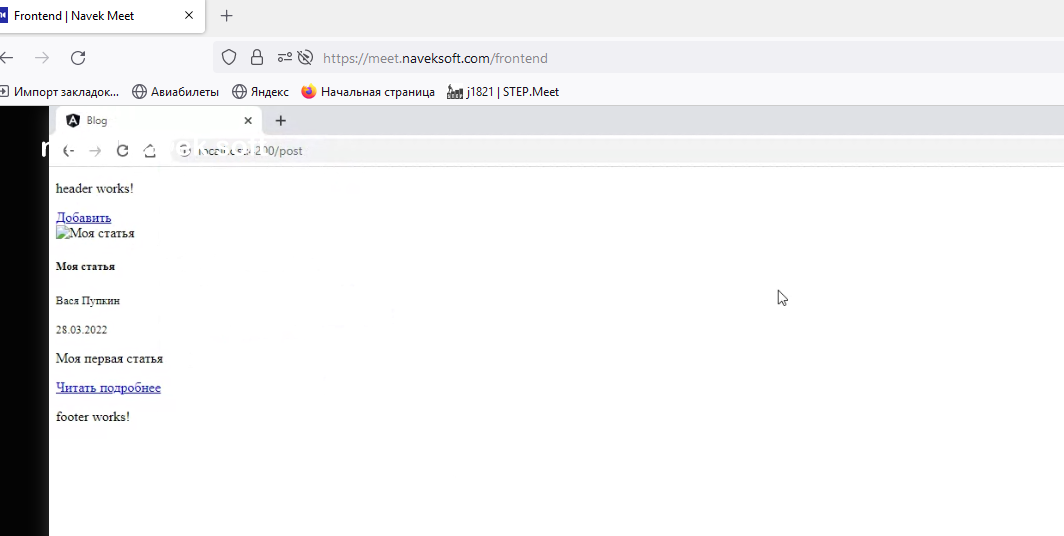 Frontend | Navek Meet
https://meet.naveksoft.com/frontend
Импорт закладок... Авиабилеты Яндекс Начальная страница j1821 | STEP.Meet
Blog
200/post
header works!
Добавить
Моя статья
Моя статья
Вася Пупкин
28.03.2022
Моя первая статья
Читать подробнее
footer works!